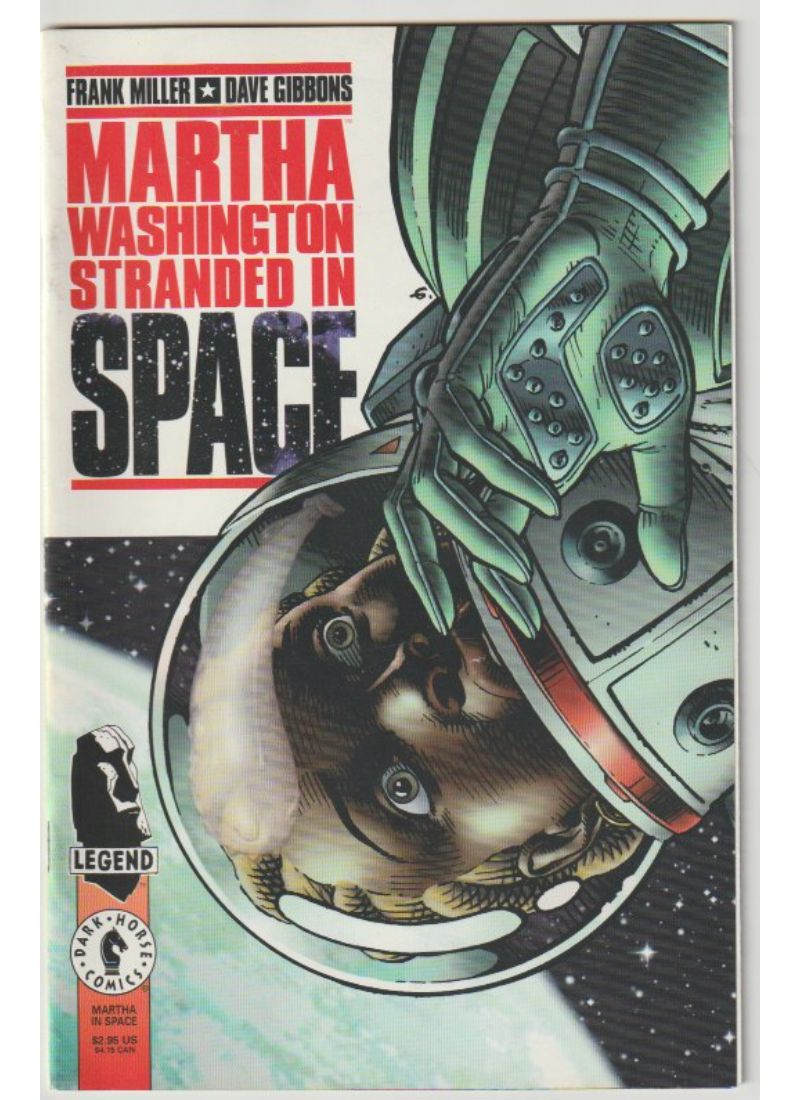 FRANK MILLER ★ DAVE GIBBONS
MARTHA
WASHINGTON
STRANDED IN
SPACE
G.
LEGEND
DARK · HORSE
COMICS
MARTHA
IN SPACE
$2.95 US
$4.15 CAN